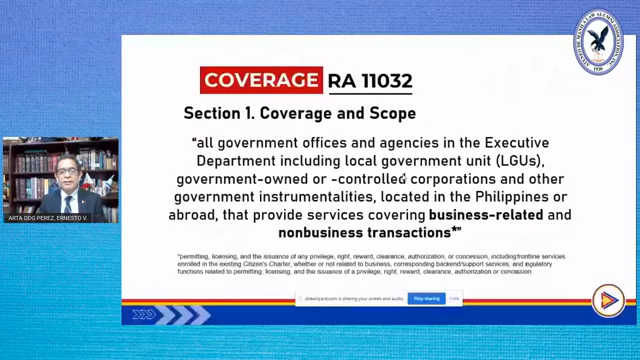 COVERAGE RA 11032
Section 1. Coverage and Scope
"all government offices and agencies in the Executive
Department including local government unit (LGUs),
government-owned or -controlled corporations and other
government instrumentalities, located in the Philippines or
abroad, that provide services covering business-related and
nonbusiness transactions*"
*permitting, licensing, and the issuance of any privilege, right, reward, clearance, authorization, or concession, including frontline services
enrolled in the existing Citizen's Charter, whether or not related to business, corresponding backend/support services, and regulatory
functions related to permitting, licensing, and the issuance of a privilege, right, reward, clearance, authorization or concession
ARTA DDG PEREZ, ERNESTO V.
streamyard.com is sharing your screen and audio.
Stop sharing